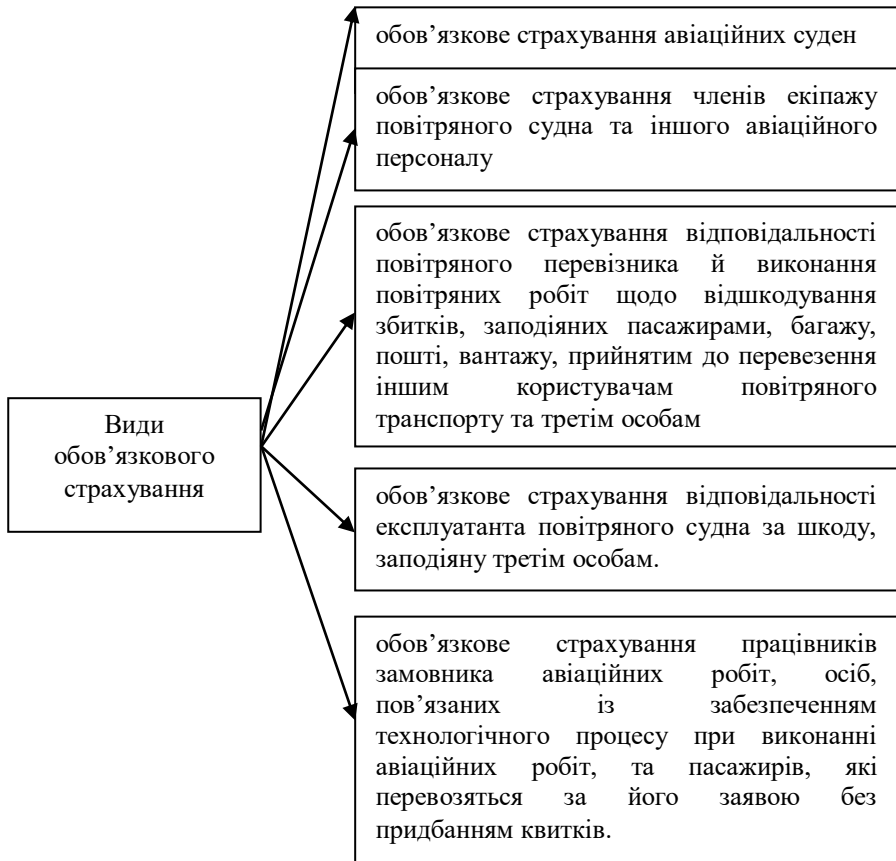 обов’язкове страхування авіаційних суден
обов’язкове страхування членів екіпажу
повітряного судна та іншого авіаційного
персоналу
обов’язкове страхування відповідальності
повітряного перевізника й виконання
повітряних робіт щодо відшкодування
збитків, заподіяних пасажирами, багажу,
пошті, вантажу, прийнятим до перевезення
іншим користувачам повітряного
транспорту та третім особам
Види
обов’язкового
страхування
обов’язкове страхування відповідальності
експлуатанта повітряного судна за шкоду,
заподіяну третім особам.
обов’язкове страхування працівників
замовника авіаційних робіт, осіб,
пов’язаних із забезпеченням
технологічного процесу при виконанні
авіаційних робіт, та пасажирів, які
перевозяться за його заявою без
придбанням квитків.